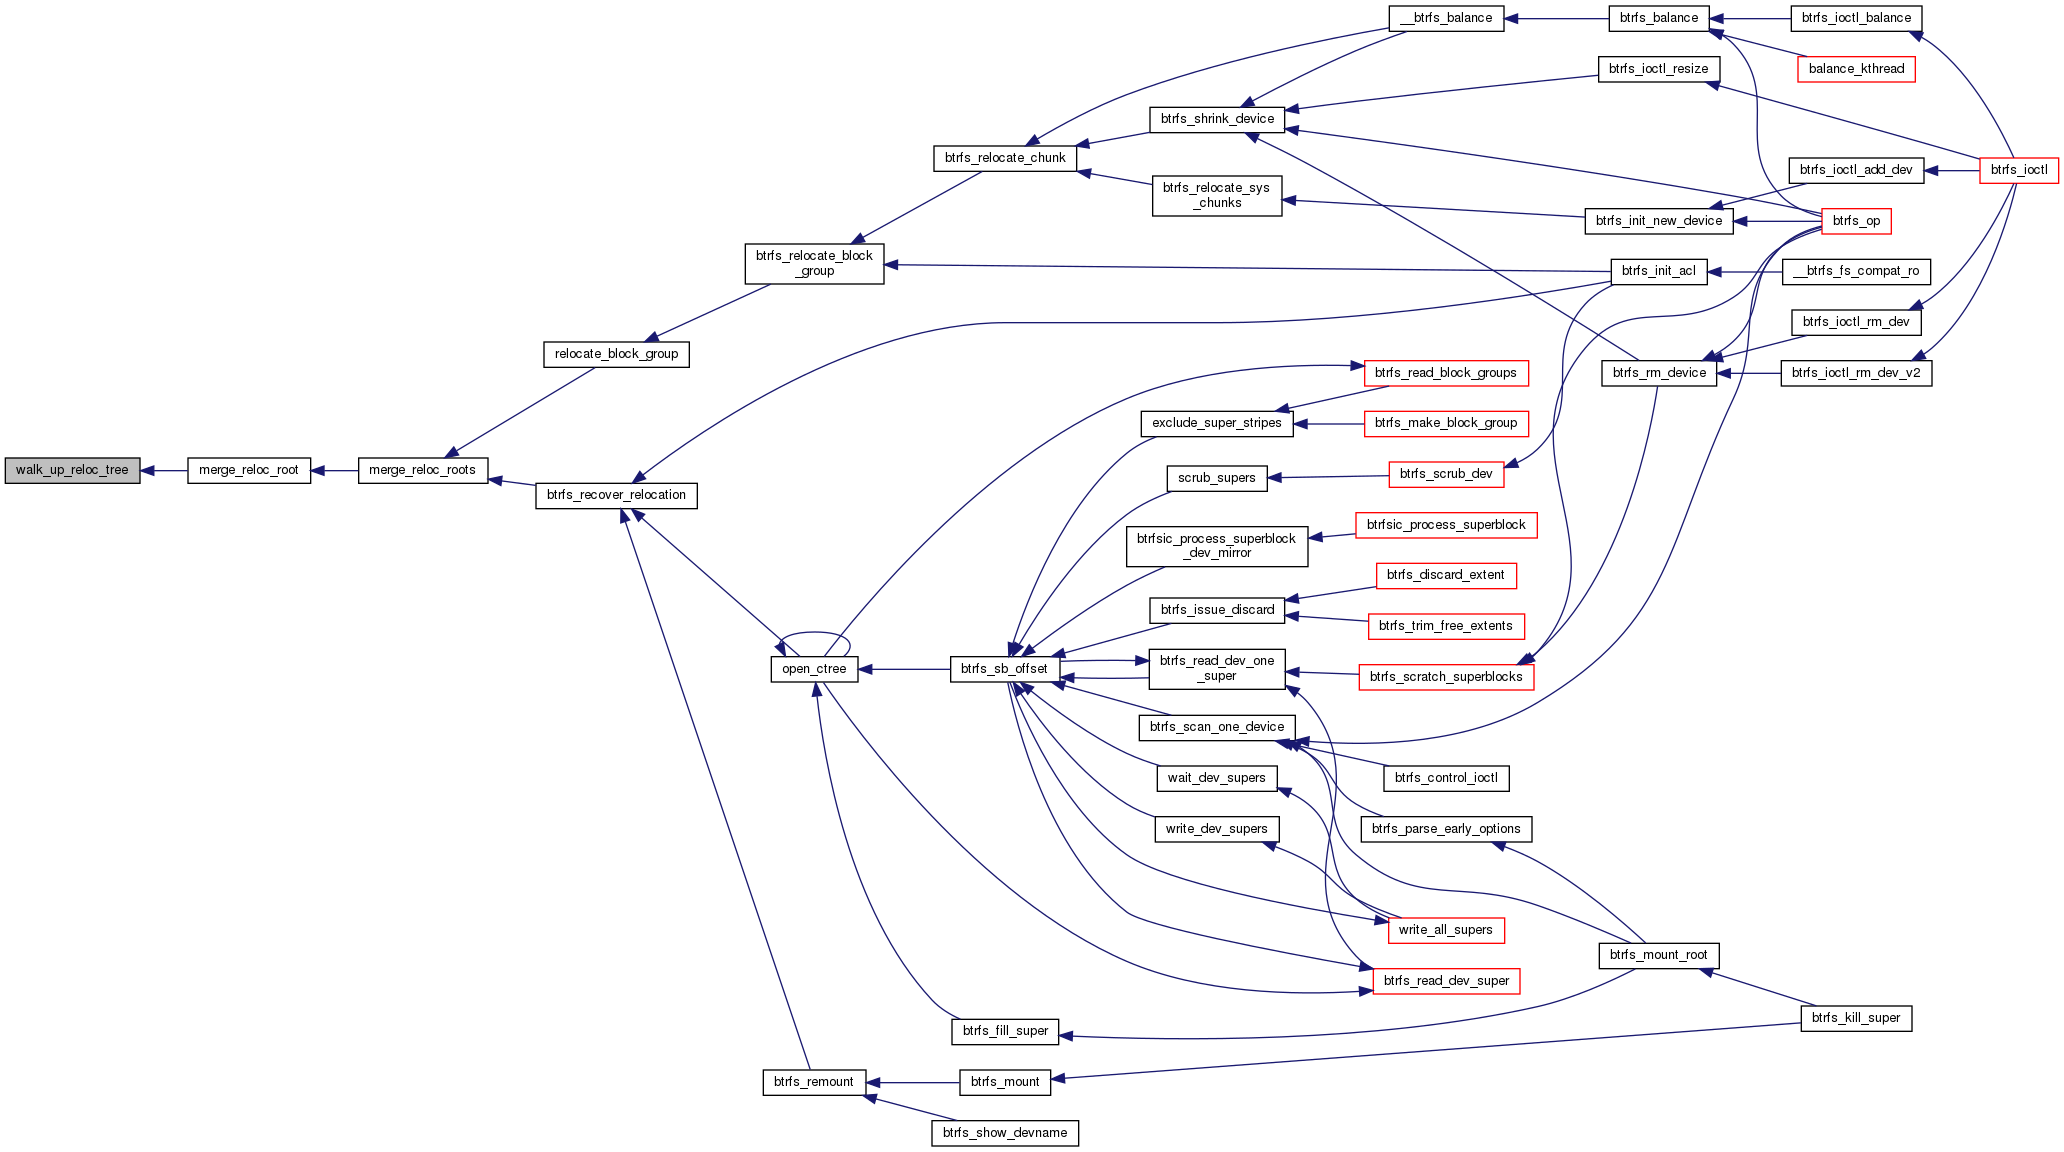 __btrfs_balance
btrfs_balance
btrfs_ioctl_balance
btrfs_ioctl_resize
balance_kthread
btrfs_shrink_device
btrfs_relocate_chunk
btrfs_ioctl_add_dev
btrfs_ioctl
btrfs_relocate_sys
_chunks
btrfs_init_new_device
btrfs_op
btrfs_relocate_block
_group
btrfs_init_acl
__btrfs_fs_compat_ro
btrfs_ioctl_rm_dev
relocate_block_group
btrfs_read_block_groups
btrfs_rm_device
btrfs_ioctl_rm_dev_v2
exclude_super_stripes
btrfs_make_block_group
walk_up_reloc_tree
merge_reloc_root
merge_reloc_roots
scrub_supers
btrfs_scrub_dev
btrfs_recover_relocation
btrfsic_process_superblock
_dev_mirror
btrfsic_process_superblock
btrfs_discard_extent
btrfs_issue_discard
btrfs_trim_free_extents
open_ctree
btrfs_sb_offset
btrfs_read_dev_one
_super
btrfs_scratch_superblocks
btrfs_scan_one_device
wait_dev_supers
btrfs_control_ioctl
write_dev_supers
btrfs_parse_early_options
write_all_supers
btrfs_mount_root
btrfs_read_dev_super
btrfs_fill_super
btrfs_kill_super
btrfs_remount
btrfs_mount
btrfs_show_devname